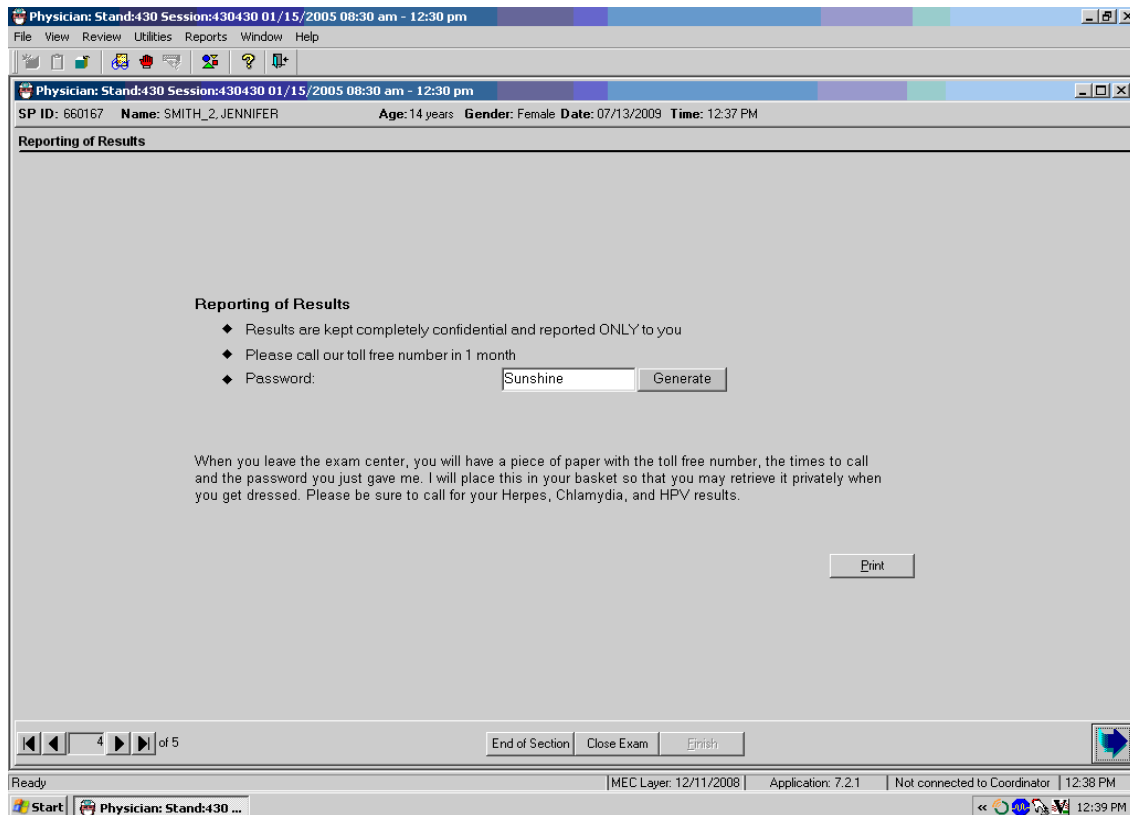 Physician: Stand:430 Session:430430 01/15/2005 08:30 am - 12:30 pm
File View Review Utilities Reports Window Help
Physician: Stand:430 Session:430430 01/15/2005 08:30 am - 12:30 pm
SP ID: 660167 Name: SMITH_2, JENNIFER Age: 14 years Gender: Female Date: 07/13/2009 Time: 12:37 PM
Reporting of Results
Reporting of Results
◆ Results are kept completely confidential and reported ONLY to you
◆ Please call our toll free number in 1 month
◆ Password: Sunshine Generate
When you leave the exam center, you will have a piece of paper with the toll free number, the times to call
and the password you just gave me. I will place this in your basket so that you may retrieve it privately when
you get dressed. Please be sure to call for your Herpes, Chlamydia, and HPV results.
Print
4 of 5 End of Section Close Exam Finish
Ready MEC Layer: 12/11/2008 Application: 7.2.1 Not connected to Coordinator 12:38 PM
Start Physician: Stand:430 ... « 12:39 PM